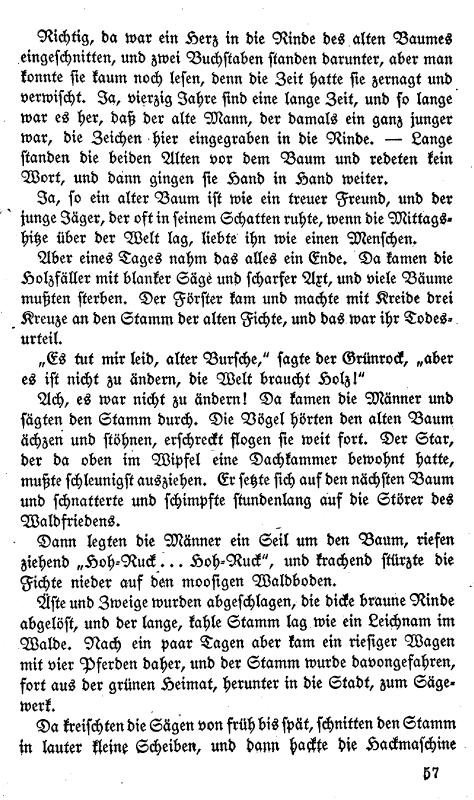 Richtig, da war ein Herz in die Rinde des alten Baumes
eingeschnitten, und zwei Buchstaben standen darunter, aber man
konnte sie kaum noch lesen, denn die Zeit hatte sie zernagt und
verwischt. Ja, vierzig Jahre sind eine lange Zeit, und so lange
war es her, daß der alte Mann, der damals ein ganz junger
war, die Zeichen hier eingegraben in die Rinde. — Lange
standen die beiden Alten vor dem Baum und redeten kein
Wort, und dann gingen sie Hand in Hand weiter.
Ja, so ein alter Baum ist wie ein treuer Freund, und der
junge Jäger, der oft in seinem Schatten ruhte, wenn die Mittags-
hitze über der Welt lag, liebte ihn wie einen Menschen.
Aber eines Tages nahm das alles ein Ende. Da kamen die
Holzfäller mit blanker Säge und scharfer Axt, und viele Bäume
mußten sterben. Der Förster kam und machte mit Kreide drei
Kreuze an den Stamm der alten Fichte, und das war ihr Todes-
urteil.
„Es tut mir leid, alter Bursche,“ sagte der Grünrock, „aber
es ist nicht zu ändern, die Welt braucht Holz!“
Ach, es war nicht zu ändern! Da kamen die Männer und
sägten den Stamm durch. Die Vögel hörten den alten Baum
ächzen und stöhnen, erschreckt flogen sie weit fort. Der Star,
der da oben im Wipfel eine Dachkammer bewohnt hatte,
mußte schleunigst ausziehen. Er setzte sich auf den nächsten Baum
und schnatterte und schimpfte stundenlang auf die Störer des
Waldfriedens.
Dann legten die Männer ein Seil um den Baum, riefen
ziehend „Hoh-Ruck... Hoh-Ruck“, und krachend stürzte die
Fichte nieder auf den moosigen Waldboden.
Äste und Zweige wurden abgeschlagen, die dicke braune Rinde
abgelöst, und der lange, kahle Stamm lag wie ein Leichnam im
Walde. Nach ein paar Tagen aber kam ein riesiger Wagen
mit vier Pferden daher, und der Stamm wurde davongefahren,
fort aus der grünen Heimat, herunter in die Stadt, zum Säge-
werk.
Da kreischten die Sägen von früh bis spät, schnitten den Stamm
in lauter kleine Scheiben, und dann hackte die Hackmaschine
57